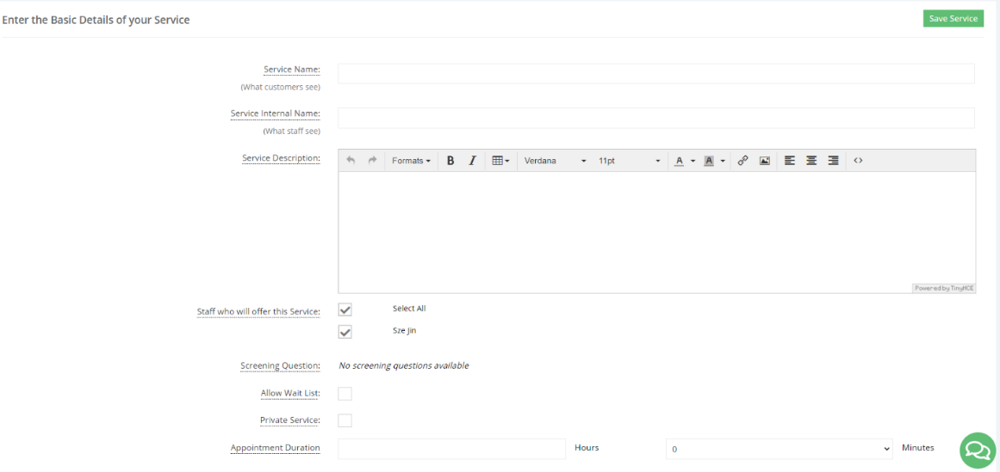 Enter the Basic Details of your Service
Save Service
Service Name:
(What customers see)
Service Internal Name:
(What staff see)
Service Description:
Formats B I Verdana 11pt A A <>
Powered by TinyMCE
Staff who will offer this Service:
Select All
Sze Jin
Screening Question: No screening questions available
Allow Wait List:
Private Service:
Appointment Duration Hours 0 Minutes